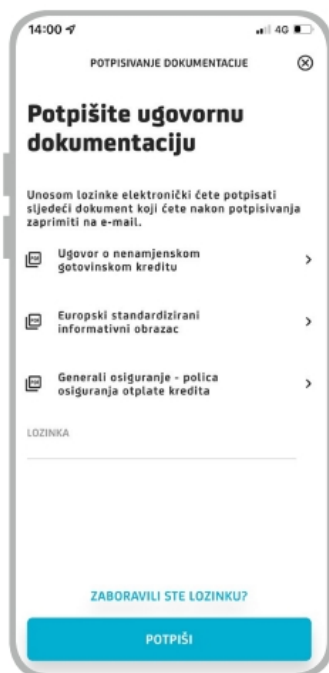 14:00 4G
POTPISIVANJE DOKUMENTACIJE
Potpišite ugovornu
dokumentaciju
Unosom lozinke elektronički ćete potpisati
sljedeći dokument koji ćete nakon potpisivanja
zaprimiti na e-mail.
Ugovor o nenamjenskom
gotovinskom kreditu
Europski standardizirani
informativni obrazac
Generali osiguranje - polica
osiguranja otplate kredita
LOZINKA
ZABORAVILI STE LOZINKU?
POTPIŠI